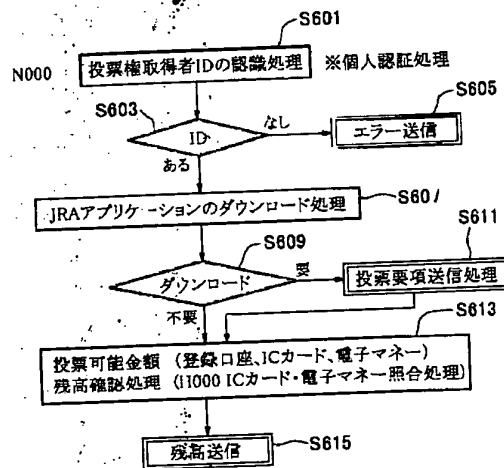 S601
N000 投票権取得者IDの認識処理 ※個人認証処理
S603
S605
ID
なし
エラー送信
ある
S607
JRAアプリケーションのダウンロード処理
S609
S611
ダウンロード
要
投票要項送信処理
不要
S613
投票可能金額 (登録口座、ICカード、電子マネー)
残高確認処理 (H000 ICカード・電子マネー照合処理)
残高送信
S615